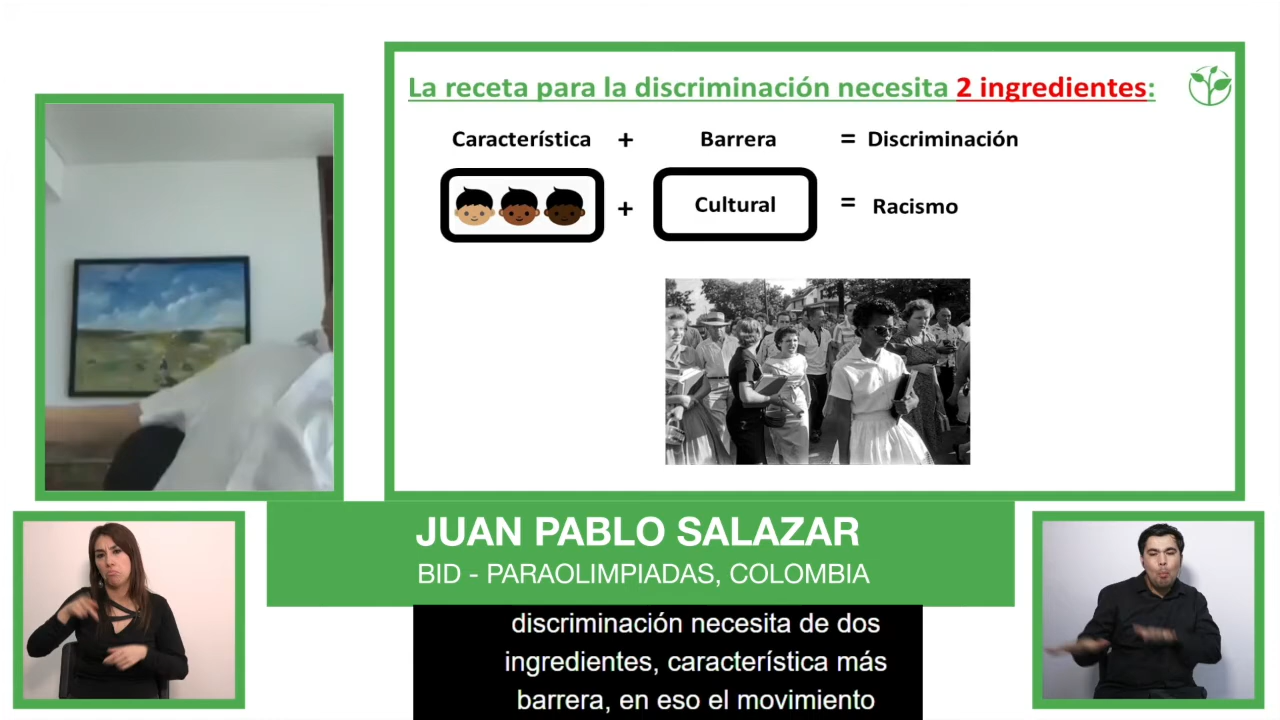 La receta para la discriminación necesita 2 ingredientes:
Característica + Barrera = Discriminación
+ Cultural = Racismo
JUAN PABLO SALAZAR
BID - PARAOLIMPIADAS, COLOMBIA
discriminación necesita de dos
ingredientes, característica más
barrera, en eso el movimiento